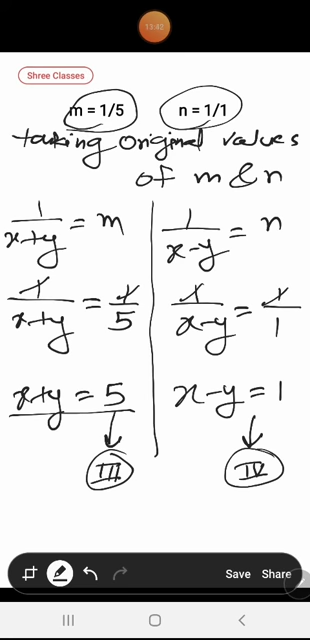 13:42
Shree Classes
m = 1/5 n = 1/1
taking original values
of m & n
1/(x+y) = m
1/(x+y) = 1/5
x+y = 5
III
1/(x-y) = n
1/(x-y) = 1/1
x-y = 1
IV
Save Share